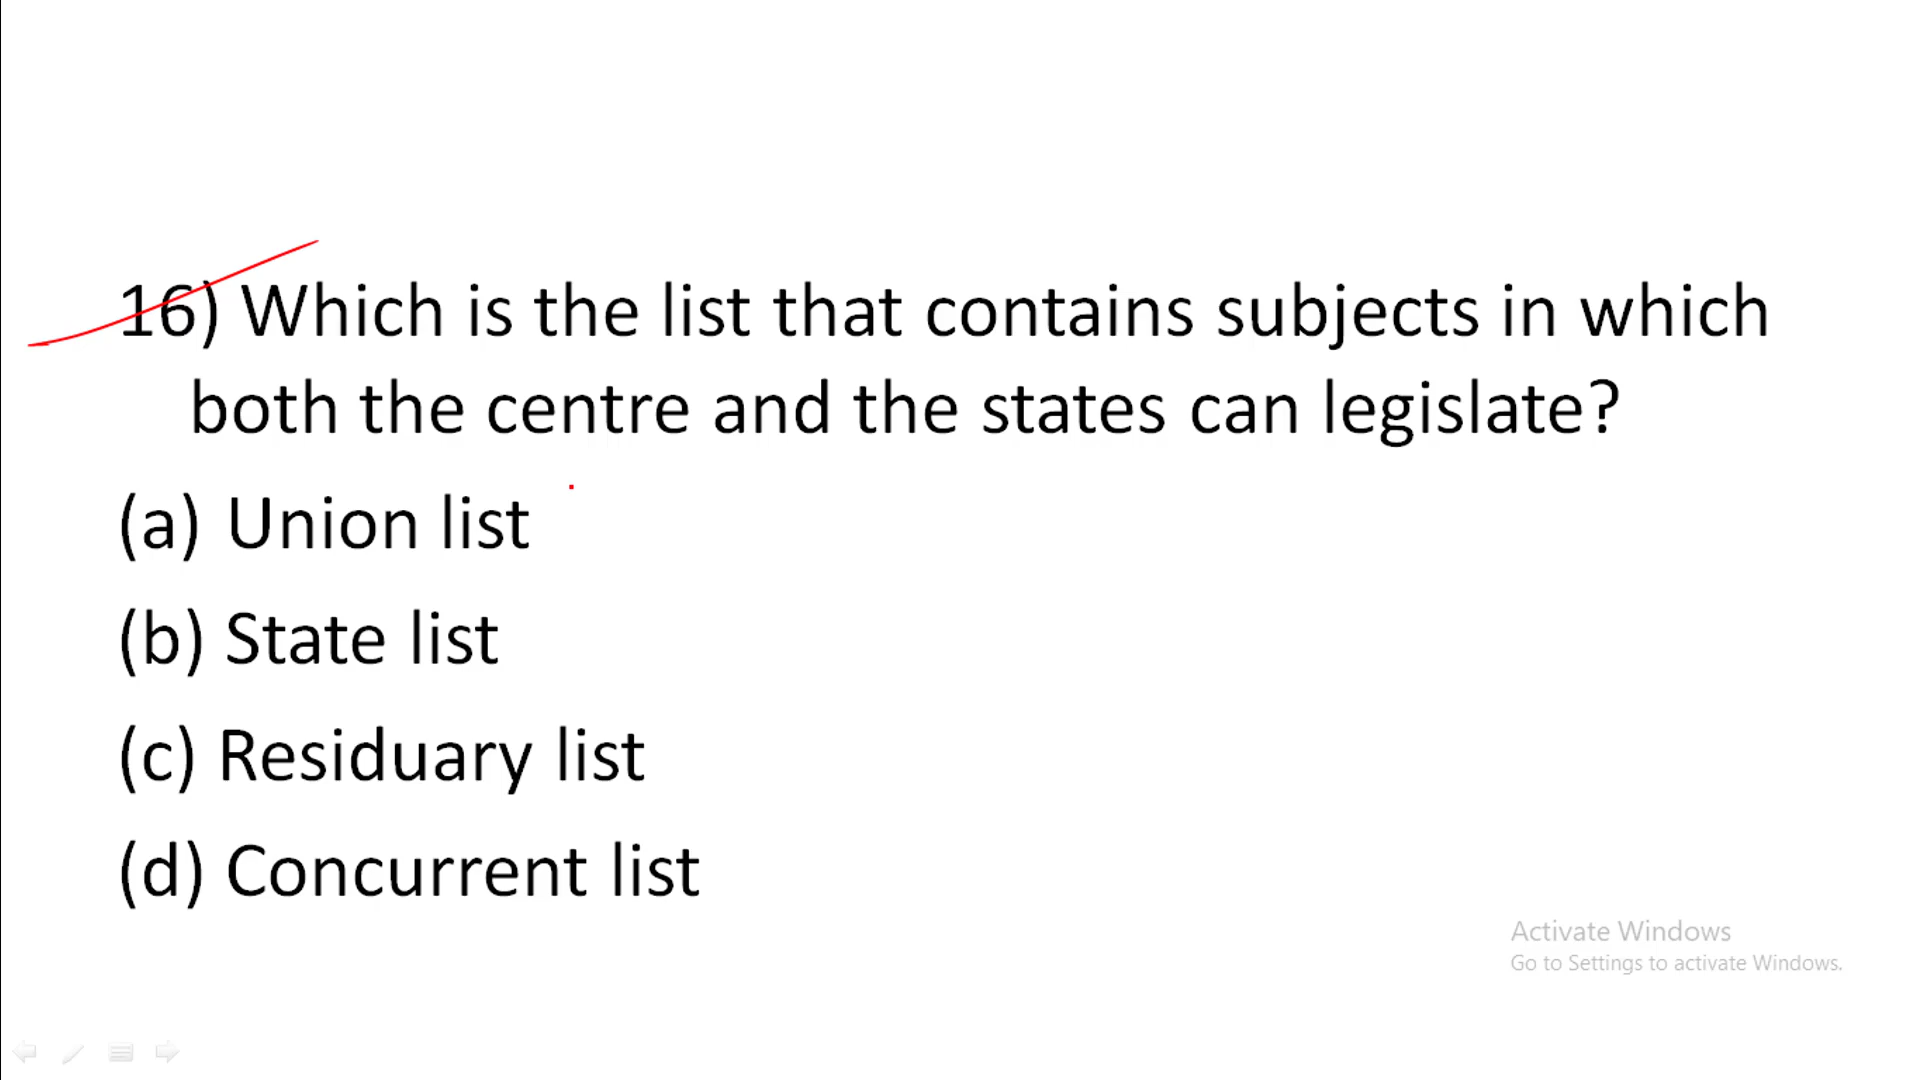 16) Which is the list that contains subjects in which
both the centre and the states can legislate?
(a) Union list
(b) State list
(c) Residuary list
(d) Concurrent list
Activate Windows
Go to Settings to activate Windows.